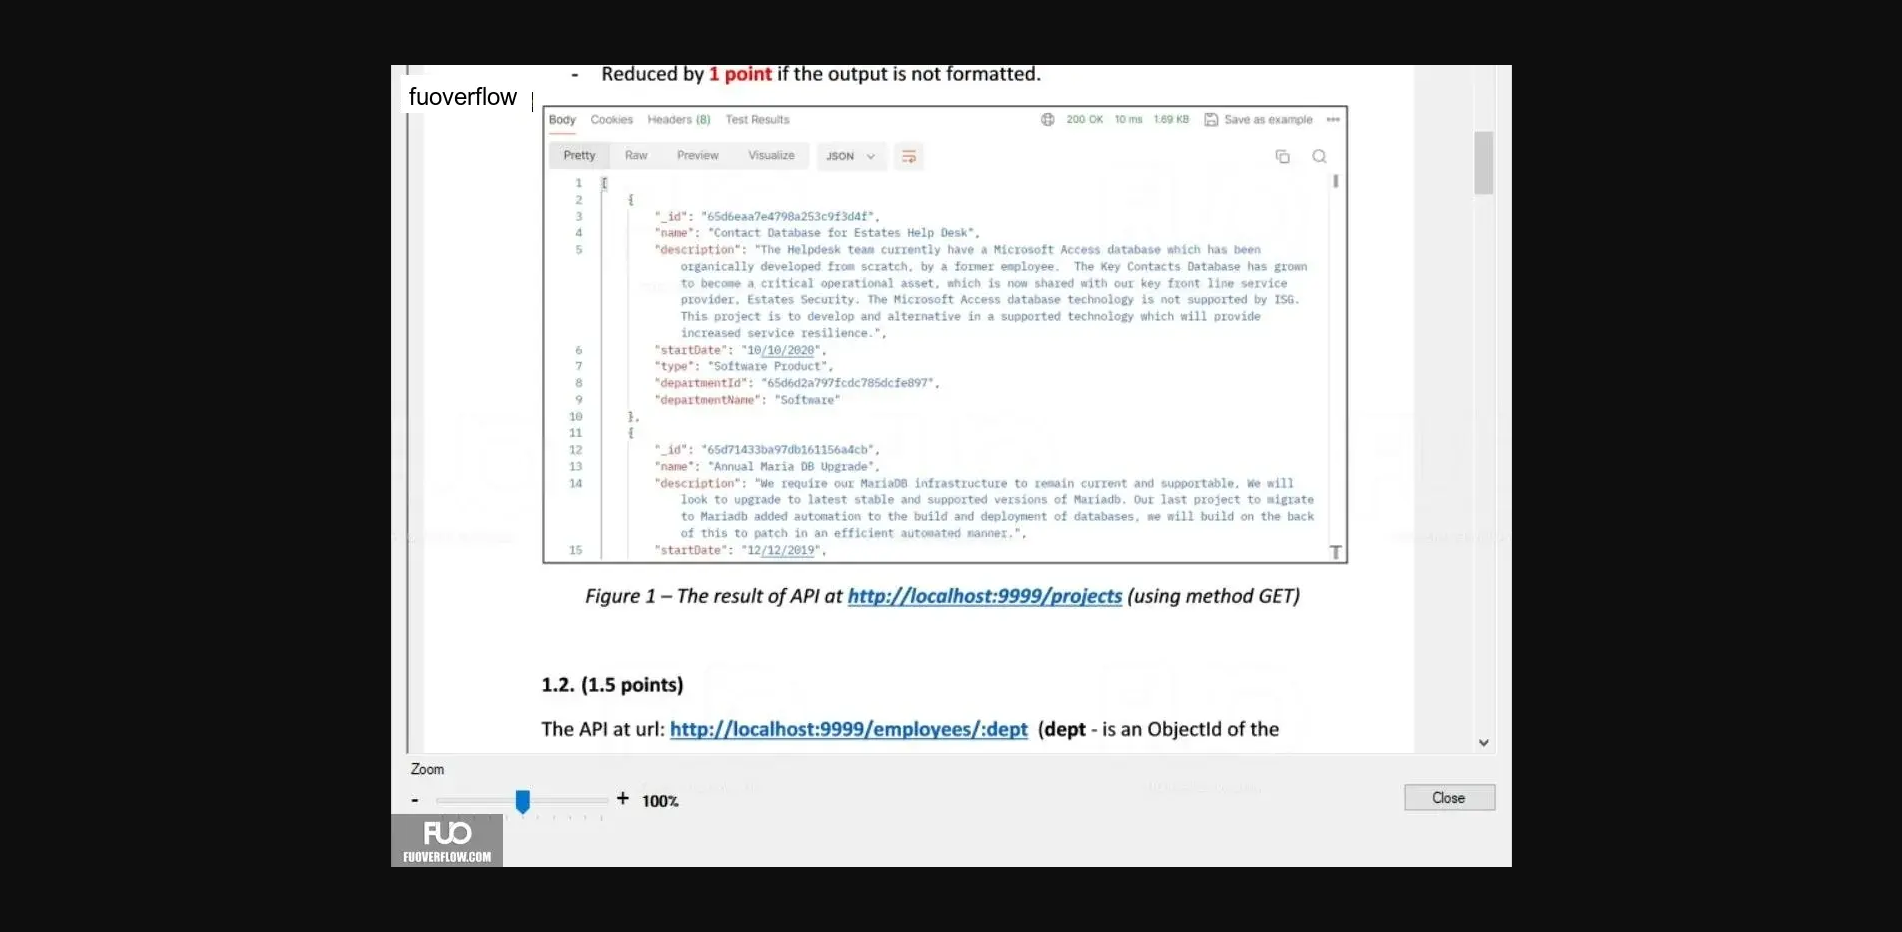 - Reduced by 1 point if the output is not formatted.
fuoverflow
Body Cookies Headers (8) Test Results 200 OK 10 ms 1.69 KB Save as example
Pretty Raw Preview Visualize JSON
1 [
2 {
3 "_id": "65d6eaa7e4798a253c9f3d4f",
4 "name": "Contact Database for Estates Help Desk",
5 "description": "The Helpdesk team currently have a Microsoft Access database which has been
organically developed from scratch, by a former employee. The Key Contacts Database has grown
to become a critical operational asset, which is now shared with our key front line service
provider, Estates Security. The Microsoft Access database technology is not supported by ISG.
This project is to develop and alternative in a supported technology which will provide
increased service resilience.",
6 "startDate": "10/10/2020",
7 "type": "Software Product",
8 "departmentId": "65d6d2a797fcdc785dcfe897",
9 "departmentName": "Software"
10 },
11 {
12 "_id": "65d71433ba97db161156a4cb",
13 "name": "Annual Maria DB Upgrade",
14 "description": "We require our MariaDB infrastructure to remain current and supportable, We will
look to upgrade to latest stable and supported versions of Mariadb. Our last project to migrate
to Mariadb added automation to the build and deployment of databases, we will build on the back
of this to patch in an efficient automated manner.",
15 "startDate": "12/12/2019",
Figure 1 – The result of API at http://localhost:9999/projects (using method GET)
1.2. (1.5 points)
The API at url: http://localhost:9999/employees/:dept (dept - is an ObjectId of the
Zoom
- + 100%
Close
FUO
FUOVERFLOW.COM